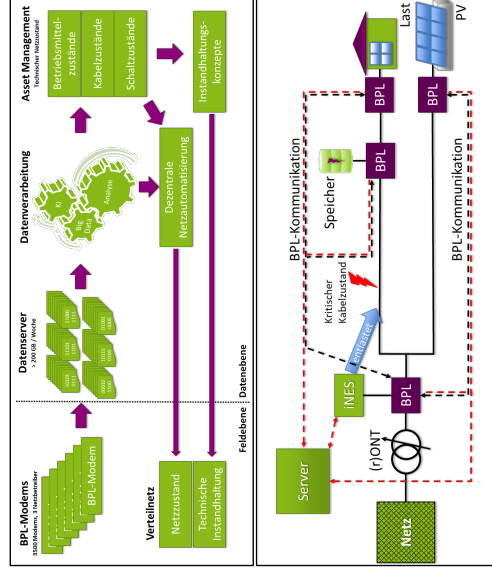 BPL-Modems
3500 Modems, 3 Netzbetreiber
BPL-Modem
Datenserver
> 200 GB / Woche
Datenverarbeitung
KI
Big
Data
Analyse
Asset Management
Technischer Netzzustand
Betriebsmittel-
zustände
Kabelzustände
Schaltzustände
Instandhaltungs-
konzepte
Dezentrale
Netzautomatisierung
Verteilnetz
Netzzustand
Technische
Instandhaltung
Feldebene
Datenebene
Server
iNES
entlastet
Kritischer
Kabelzustand
Speicher
BPL-Kommunikation
BPL
BPL
BPL
BPL
BPL-Kommunikation
Last
PV
(r)ONT
Netz